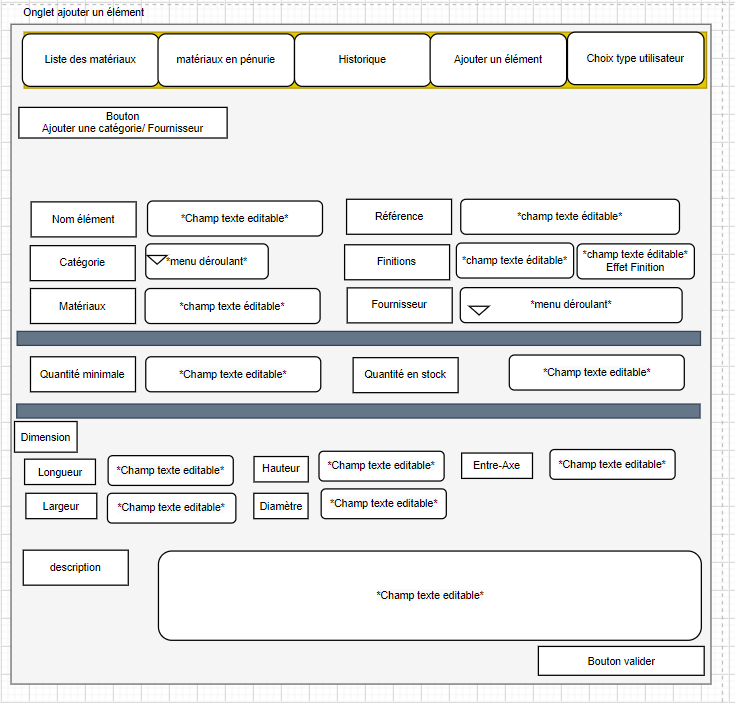 Onglet ajouter un élément
Liste des matériaux
matériaux en pénurie
Historique
Ajouter un élément
Choix type utilisateur
Bouton
Ajouter une catégorie/ Fournisseur
Nom élément
*Champ texte editable*
Référence
*champ texte éditable*
Catégorie
*menu déroulant*
Finitions
*champ texte éditable*
*champ texte éditable*
Effet Finition
Matériaux
*champ texte éditable*
Fournisseur
*menu déroulant*
Quantité minimale
*Champ texte editable*
Quantité en stock
*Champ texte editable*
Dimension
Longueur
*Champ texte editable*
Hauteur
*Champ texte editable*
Entre-Axe
*Champ texte editable*
Largeur
*Champ texte editable*
Diamètre
*Champ texte editable*
description
*Champ texte editable*
Bouton valider